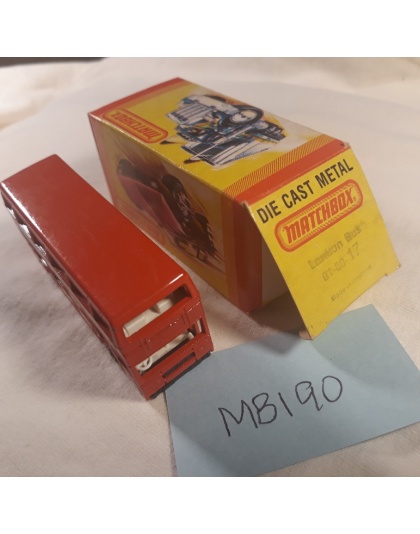 MATCHBOX
DIE CAST METAL
MATCHBOX
London Bus
MB190